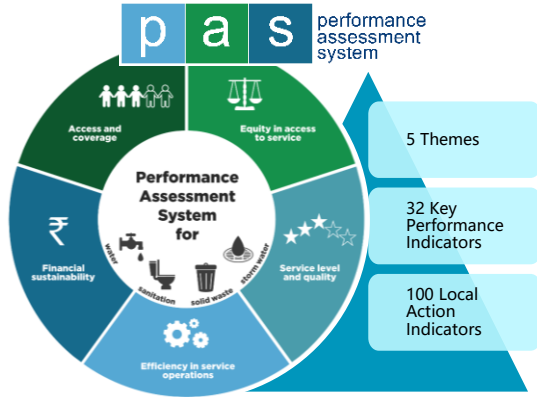 pas
performance
assessment
system
Access and
coverage
Equity in access
to service
Performance
Assessment
System
for
water
sanitation
solid waste
storm water
₹
Financial
sustainability
Service level
and quality
Efficiency in service
operations
5 Themes
32 Key
Performance
Indicators
100 Local
Action
Indicators